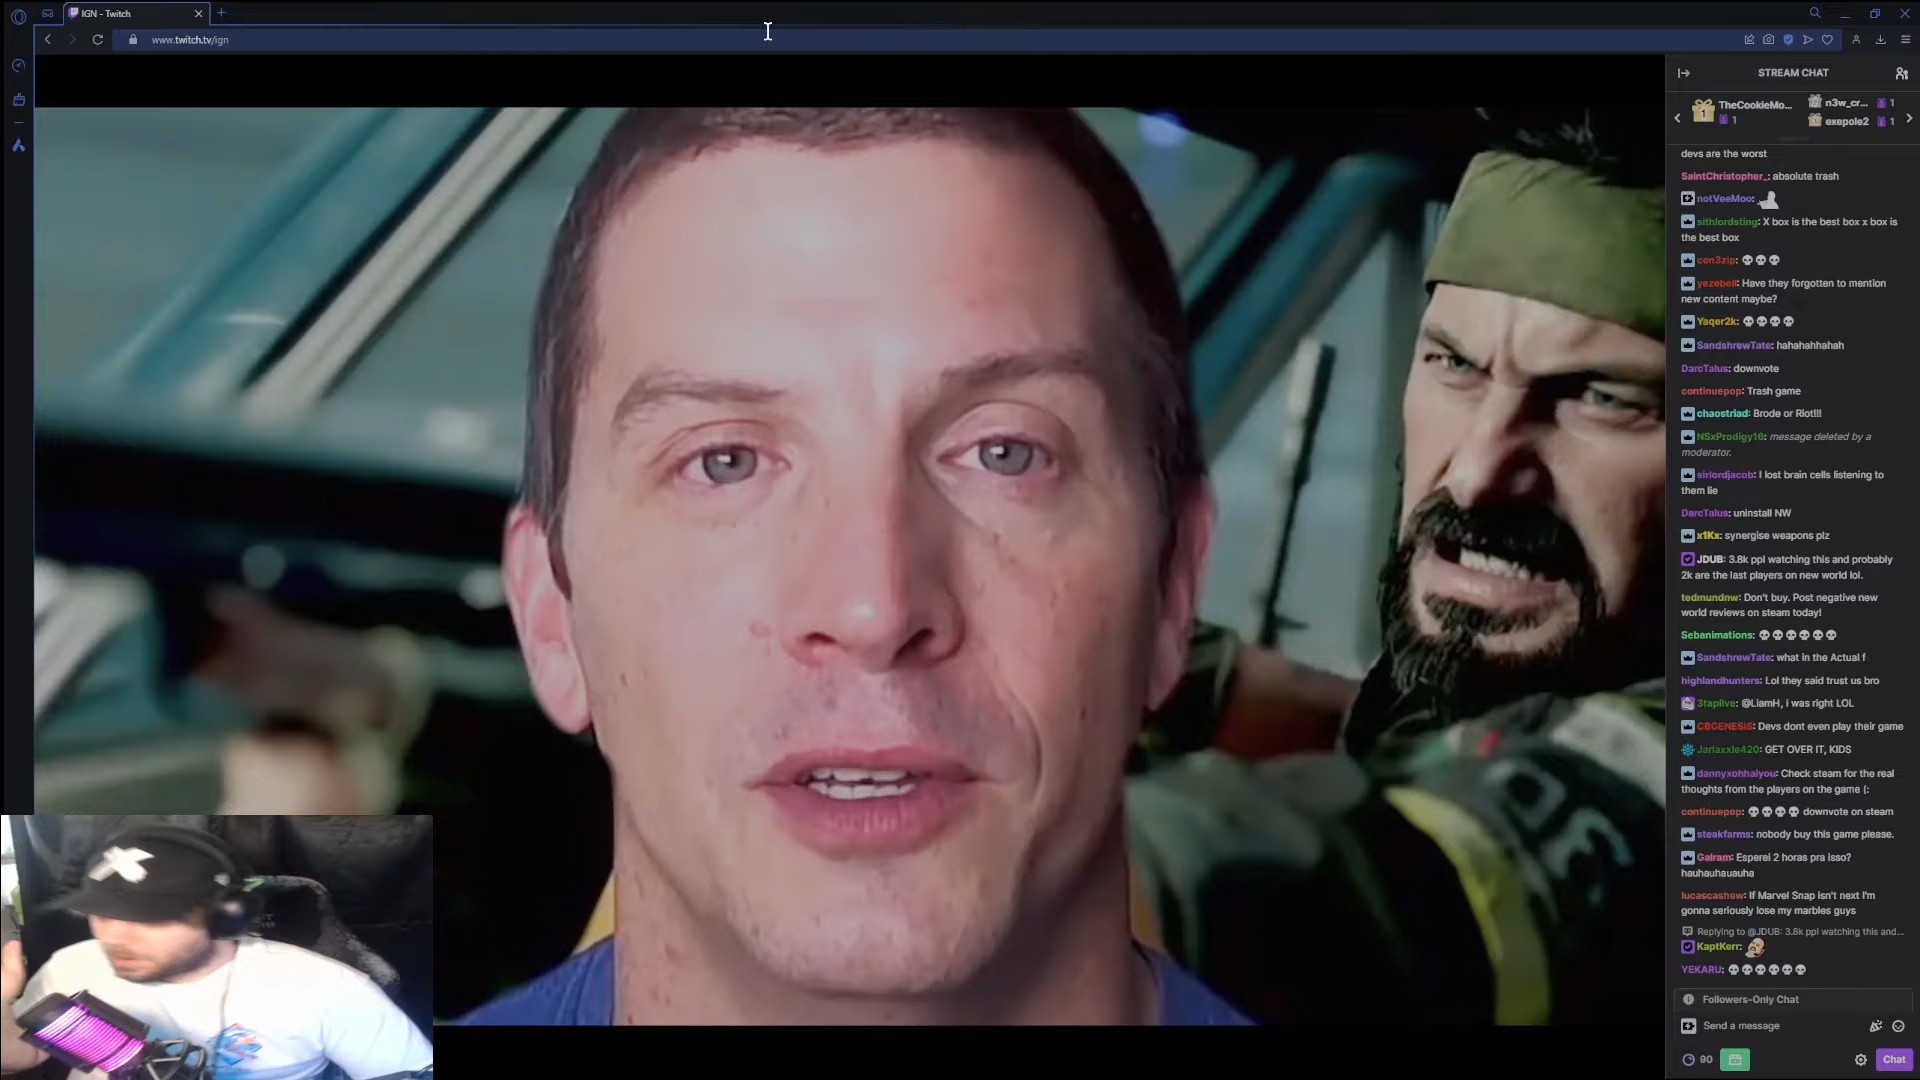 IGN - Twitch
www.twitch.tv/ign
STREAM CHAT
TheCookieMo...
1
1
n3w_cr... 1
exepole2 1
devs are the worst
SaintChristopher_: absolute trash
notVeeMoo:
sithlordsting: X box is the best box x box is
the best box
con3zip:
yezebell: Have they forgotten to mention
new content maybe?
Yaqer2k:
SandshrewTate: hahahahhahah
DarcTalus: downvote
continuepop: Trash game
chaostriad: Brode or Riot!!!
NSxProdigy16: message deleted by a
moderator.
sirlordjacob: I lost brain cells listening to
them lie
DarcTalus: uninstall NW
x1Kx: synergise weapons plz
JDUB: 3.8k ppl watching this and probably
2k are the last players on new world lol.
tedmundnw: Don't buy. Post negative new
world reviews on steam today!
Sebanimations:
SandshrewTate: what in the Actual f
highlandhunters: Lol they said trust us bro
3taplive: @LiamH, i was right LOL
CBGENESIS: Devs dont even play their game
Jarlaxxle420: GET OVER IT, KIDS
dannyxohhaiyou: Check steam for the real
thoughts from the players on the game (:
continuepop: downvote on steam
steakfarms: nobody buy this game please.
Galram: Esperei 2 horas pra isso?
hauhauhauauha
lucascashew: If Marvel Snap isn't next I'm
gonna seriously lose my marbles guys
Replying to @JDUB: 3.8k ppl watching this and...
KaptKerr:
YEKARU:
Followers-Only Chat
Send a message
90
Chat